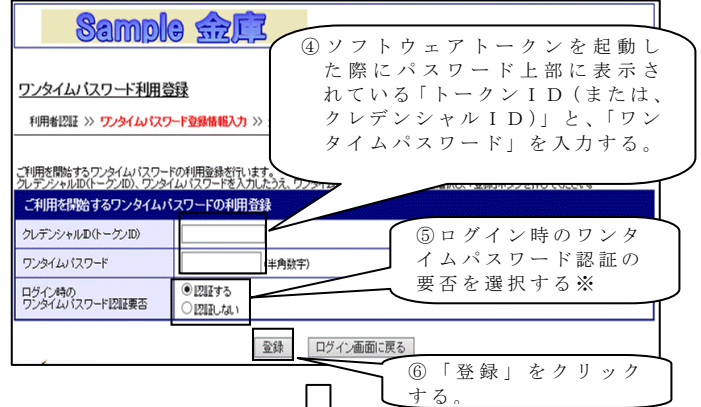 Sample 金庫
④ソフトウェアトークンを起動し
た際にパスワード上部に表示さ
れている「トークンＩＤ（または、
クレデンシャルＩＤ）」と、「ワン
タイムパスワード」を入力する。
ワンタイムパスワード利用登録
利用者認証 ≫ ワンタイムパスワード登録情報入力 ≫
ご利用を開始するワンタイムパスワードの利用登録を行います。
クレデンシャルID(トークンID)、ワンタイムパスワードを入力したうえ、ワンタイム
ご利用を開始するワンタイムパスワードの利用登録
クレデンシャルID(トークンID)
ワンタイムパスワード
(半角数字)
ログイン時の
ワンタイムパスワード認証要否
認証する
認証しない
⑤ログイン時のワンタ
イムパスワード認証の
要否を選択する※
登録
ログイン画面に戻る
⑥「登録」をクリック
する。